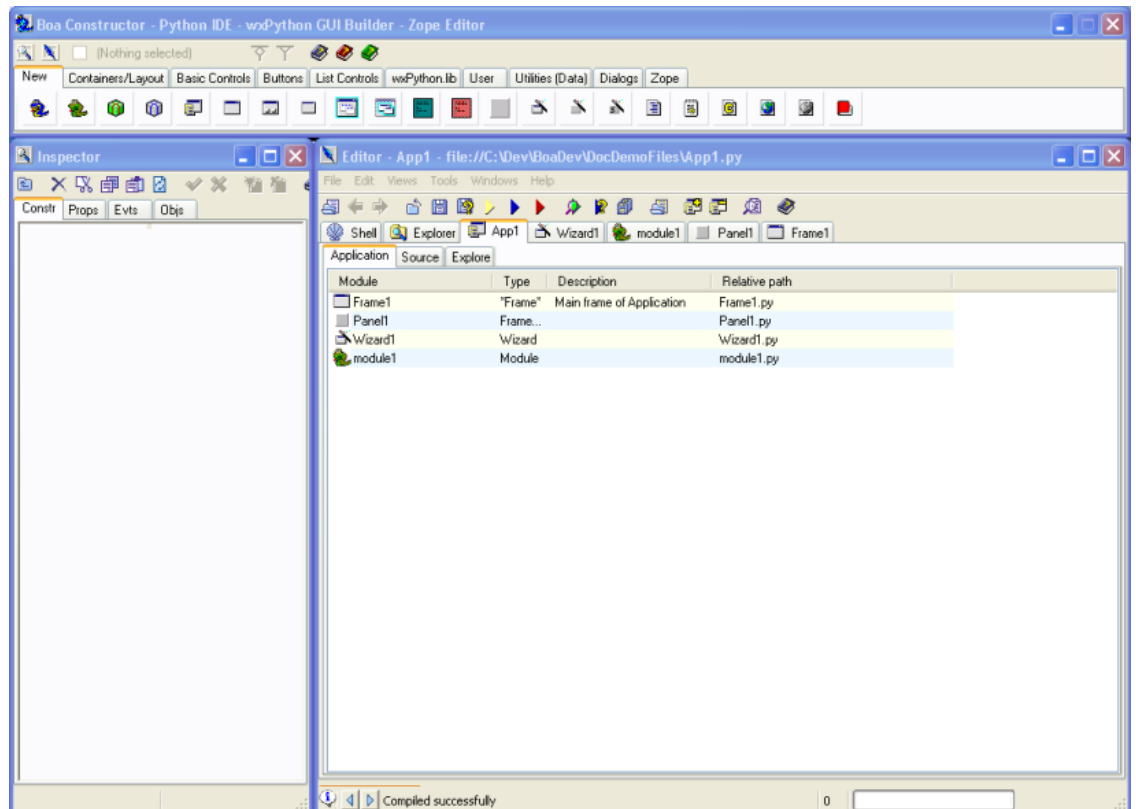 Boa Constructor - Python IDE - wxPython GUI Builder - Zope Editor
(Nothing selected)
New Containers/Layout Basic Controls Buttons List Controls wxPython.lib User Utilities (Data) Dialogs Zope
Inspector
Constr Props Evts Objs
Editor - App1 - file://C:\Dev\BoaDev\DocDemoFiles\App1.py
File Edit Views Tools Windows Help
Shell Explorer App1 Wizard1 module1 Panel1 Frame1
Application Source Explore
Module Type Description Relative path
Frame1 "Frame" Main frame of Application Frame1.py
Panel1 Frame... Panel1.py
Wizard1 Wizard Wizard1.py
module1 Module module1.py
Compiled successfully 0